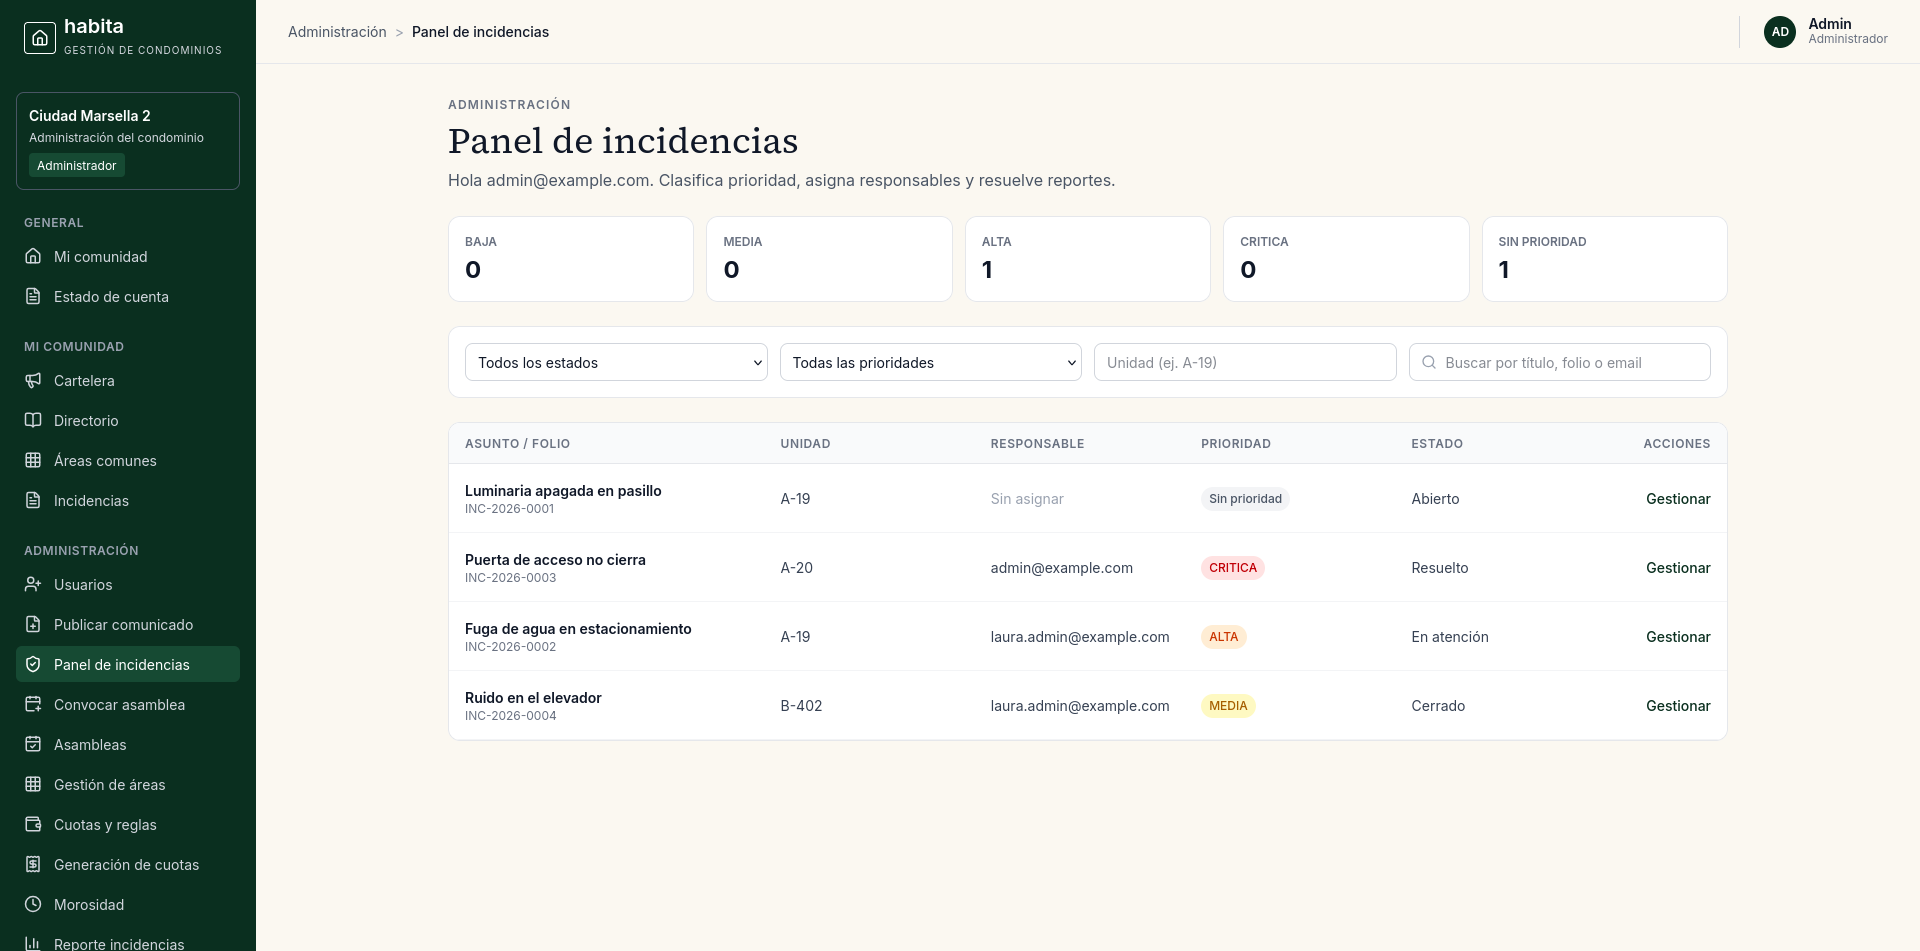 habita
GESTIÓN DE CONDOMINIOS
Ciudad Marsella 2
Administración del condominio
Administrador
GENERAL
Mi comunidad
Estado de cuenta
MI COMUNIDAD
Cartelera
Directorio
Áreas comunes
Incidencias
ADMINISTRACIÓN
Usuarios
Publicar comunicado
Panel de incidencias
Convocar asamblea
Asambleas
Gestión de áreas
Cuotas y reglas
Generación de cuotas
Morosidad
Reporte incidencias
Administración > Panel de incidencias
AD
Admin
Administrador
ADMINISTRACIÓN
Panel de incidencias
Hola admin@example.com. Clasifica prioridad, asigna responsables y resuelve reportes.
BAJA
0
MEDIA
0
ALTA
1
CRITICA
0
SIN PRIORIDAD
1
Todos los estados
Todas las prioridades
Unidad (ej. A-19)
Buscar por título, folio o email
ASUNTO / FOLIO UNIDAD RESPONSABLE PRIORIDAD ESTADO ACCIONES
Luminaria apagada en pasillo
INC-2026-0001
A-19 Sin asignar Sin prioridad Abierto Gestionar
Puerta de acceso no cierra
INC-2026-0003
A-20 admin@example.com CRITICA Resuelto Gestionar
Fuga de agua en estacionamiento
INC-2026-0002
A-19 laura.admin@example.com ALTA En atención Gestionar
Ruido en el elevador
INC-2026-0004
B-402 laura.admin@example.com MEDIA Cerrado Gestionar